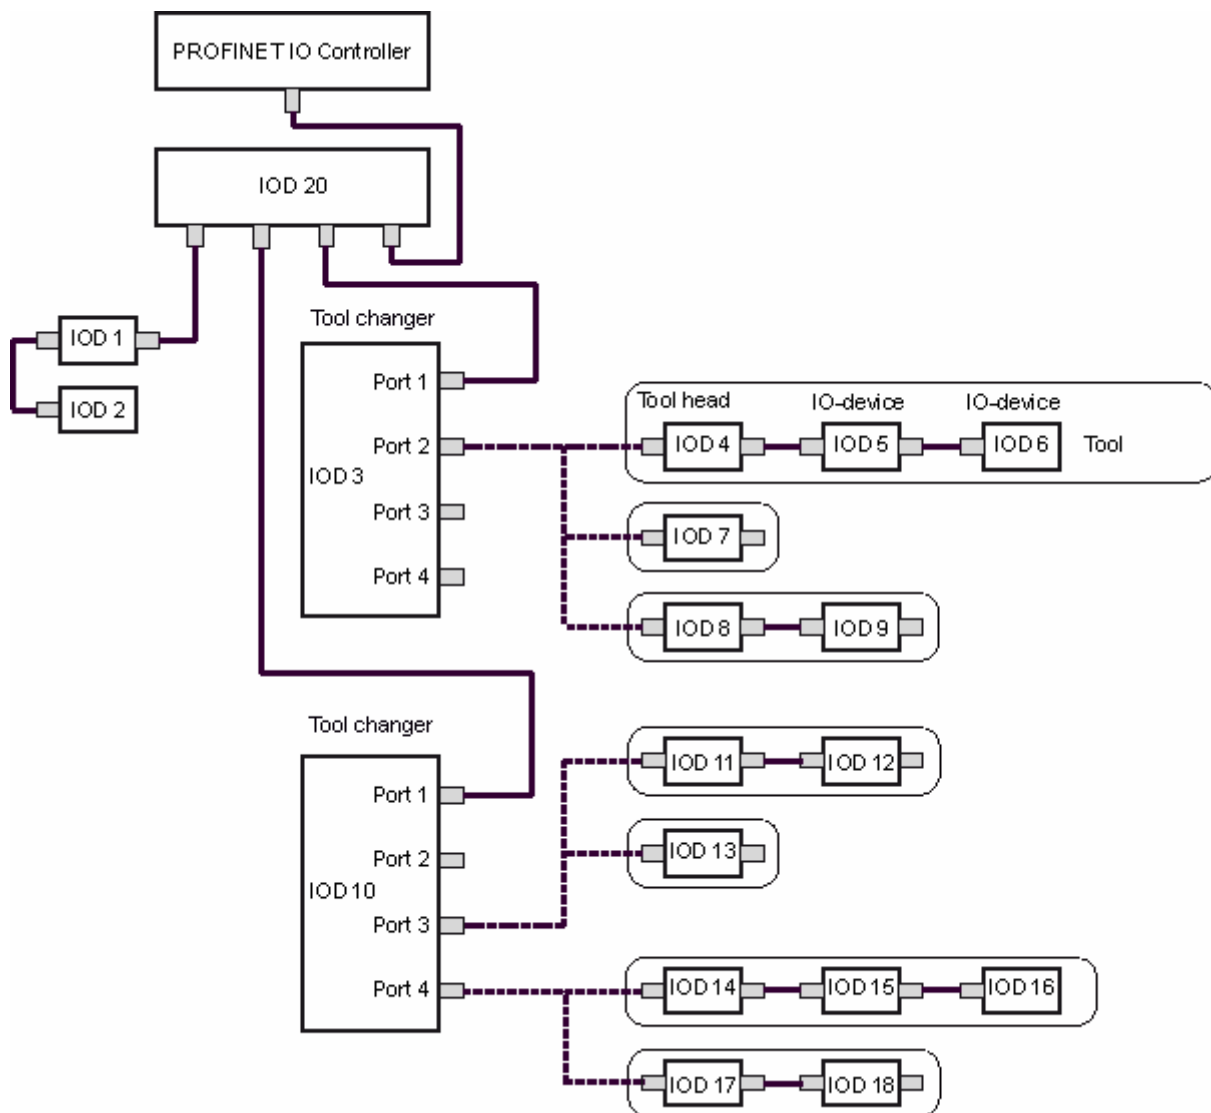 PROFINET IO Controller
IOD 20
Tool changer
IOD 1
IOD 2
Port 1
Port 2
IOD 3
Port 3
Port 4
Tool head IO-device IO-device
IOD 4 IOD 5 IOD 6 Tool
IOD 7
IOD 8 IOD 9
Tool changer
Port 1
Port 2
IOD 10
Port 3
Port 4
IOD 11 IOD 12
IOD 13
IOD 14 IOD 15 IOD 16
IOD 17 IOD 18